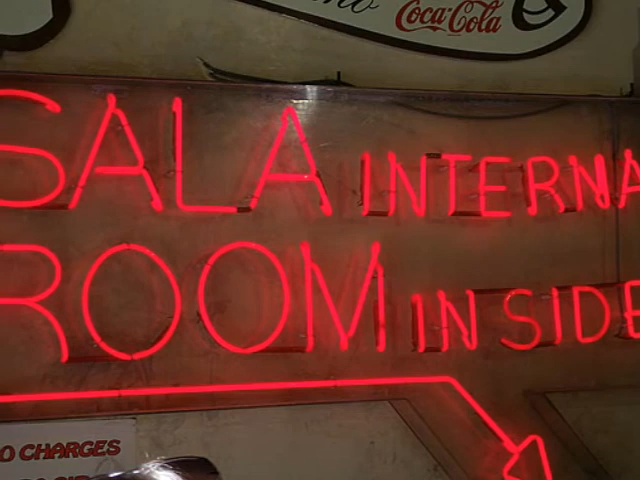 Coca-Cola
SALA INTERNA
ROOM INSIDE
O CHARGES